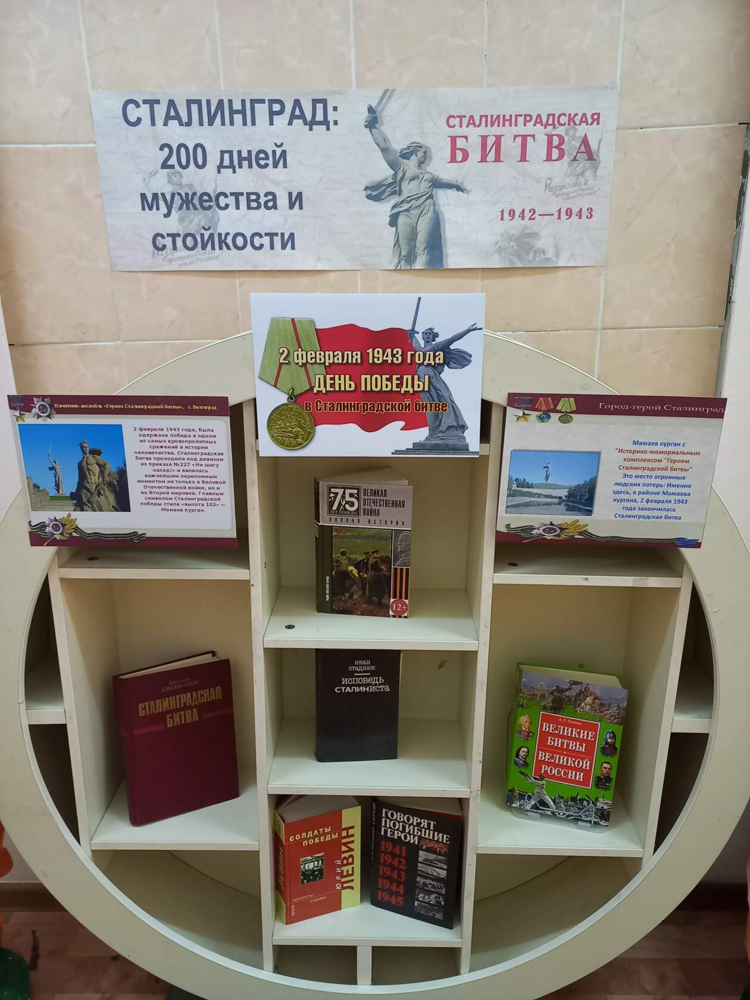 СТАЛИНГРАД:
200 дней
мужества и
стойкости
СТАЛИНГРАДСКАЯ
БИТВА
1942—1943
2 февраля 1943 года
ДЕНЬ ПОБЕДЫ
в Сталинградской битве
Памятник-ансамбль «Героям Сталинградской битвы», г. Волгоград
2 февраля 1943 года, была
одержана победа в одном
из самых кровопролитных
сражений в истории
человечества. Сталинградская
битва проходила под девизом
из приказа №227 «Ни шагу
назад!» и являлась
важнейшим переломным
моментом не только в Великой
Отечественной войне, но и
во Второй мировой. Главным
символом Сталинградской
победы стала «высота 102» —
Мамаев курган.
Город-герой Сталинград
Мамаев курган с
"Историко-мемориальным
комплексом "Героям
Сталинградской битвы"
Это место огромных
людских потерь: Именно
здесь, в районе Мамаева
кургана, 2 февраля 1943
года закончилась
Сталинградская битва
75
ЛЕТ ПОБЕДЫ
ВЕЛИКАЯ
ОТЕЧЕСТВЕННАЯ
ВОЙНА
ПОЛНАЯ ИСТОРИЯ
12+
А.М.САМСОНОВ
СТАЛИНГРАДСКАЯ
БИТВА
ИВАН
СТАДНЮК
ИСПОВЕДЬ
СТАЛИНИСТА
ВЕЛИКИЕ
БИТВЫ
ВЕЛИКОЙ
РОССИИ
СОЛДАТЫ
ПОБЕДЫ
ЮРИЙ
ЛЕВИН
ВРЕМЯ
ПОРТРЕТЫ
СУДЬБЫ
ГОВОРЯТ
ПОГИБШИЕ
ГЕРОИ
1941
1942
1943
1944
1945